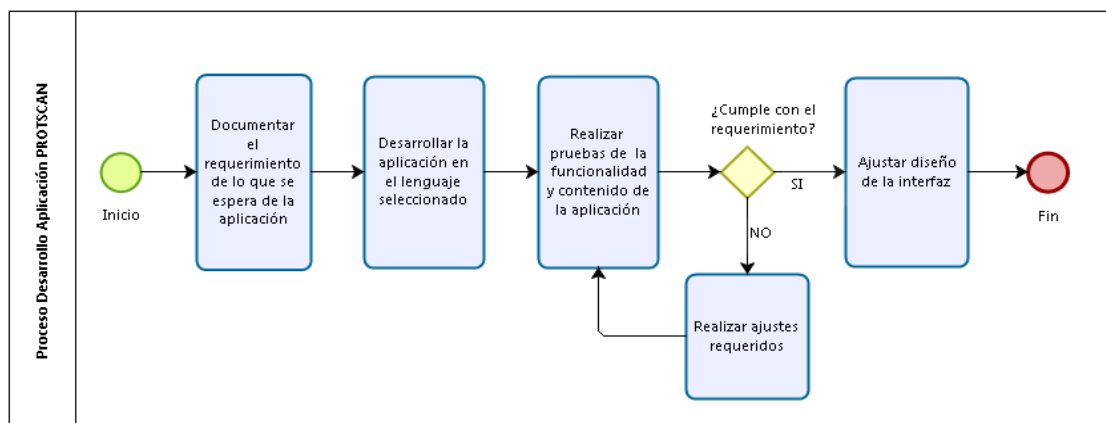 Proceso Desarrollo Aplicación PROTSCAN
Inicio
Documentar
el
requerimiento
de lo que se
espera de la
aplicación
Desarrollar la
aplicación en
el lenguaje
seleccionado
Realizar
pruebas de la
funcionalidad
y contenido de
la aplicación
¿Cumple con el
requerimiento?
SI
NO
Realizar ajustes
requeridos
Ajustar diseño
de la interfaz
Fin